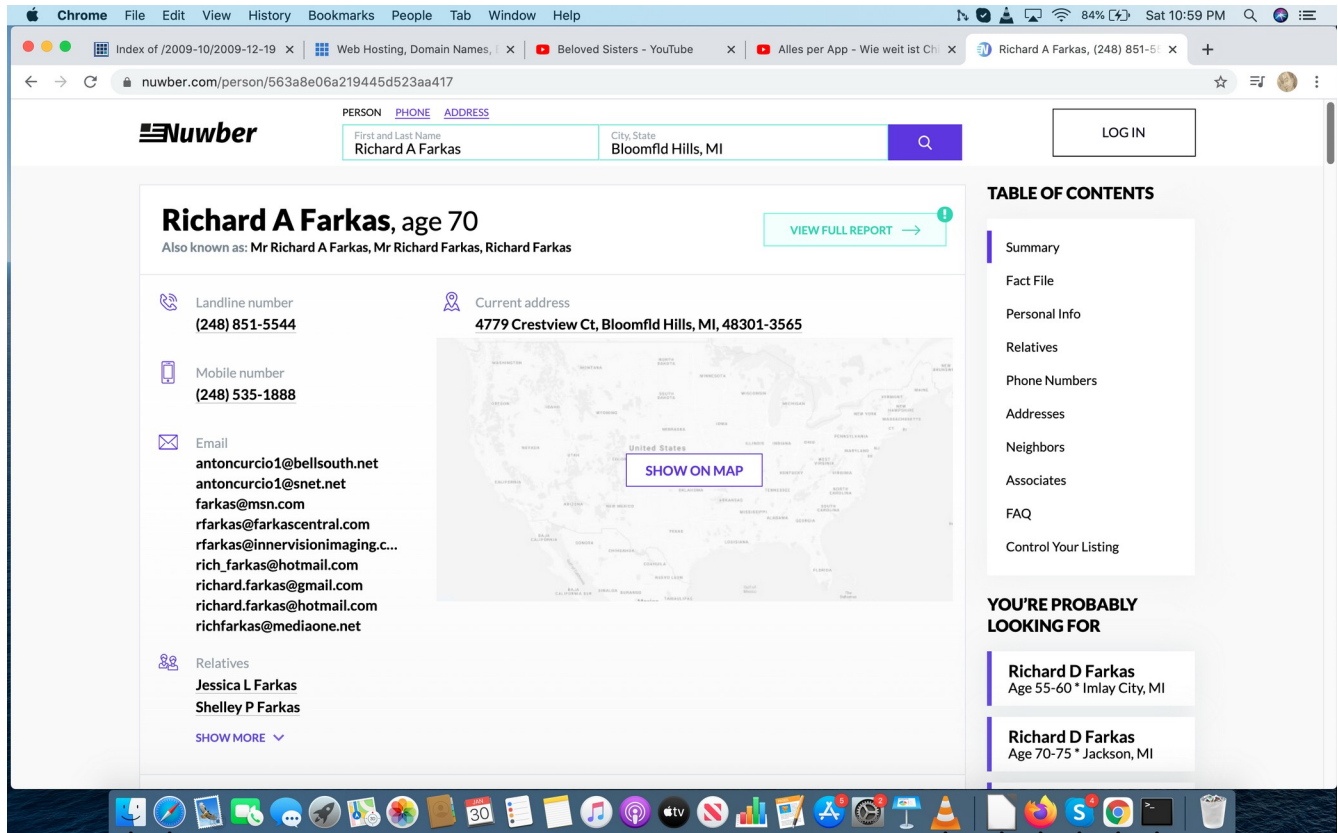 Chrome File Edit View History Bookmarks People Tab Window Help 84% Sat 10:59 PM
Index of /2009-10/2009-12-19
Web Hosting, Domain Names,
Beloved Sisters - YouTube
Alles per App - Wie weit ist Ch
Richard A Farkas, (248) 851-5
nuwber.com/person/563a8e06a219445d523aa417
Nuwber
PERSON PHONE ADDRESS
First and Last Name
Richard A Farkas
City, State
Bloomfld Hills, MI
LOG IN
Richard A Farkas, age 70
Also known as: Mr Richard A Farkas, Mr Richard Farkas, Richard Farkas
VIEW FULL REPORT
Landline number
(248) 851-5544
Mobile number
(248) 535-1888
Email
antoncurcio1@bellsouth.net
antoncurcio1@snet.net
farkas@msn.com
rfarkas@farkascentral.com
rfarkas@innervisionimaging.c...
rich_farkas@hotmail.com
richard.farkas@gmail.com
richard.farkas@hotmail.com
richfarkas@mediaone.net
Relatives
Jessica L Farkas
Shelley P Farkas
SHOW MORE
Current address
4779 Crestview Ct, Bloomfld Hills, MI, 48301-3565
United States
SHOW ON MAP
TABLE OF CONTENTS
Summary
Fact File
Personal Info
Relatives
Phone Numbers
Addresses
Neighbors
Associates
FAQ
Control Your Listing
YOU'RE PROBABLY
LOOKING FOR
Richard D Farkas
Age 55-60 * Imlay City, MI
Richard D Farkas
Age 70-75 * Jackson, MI
JAN
30
tv
5
2
4